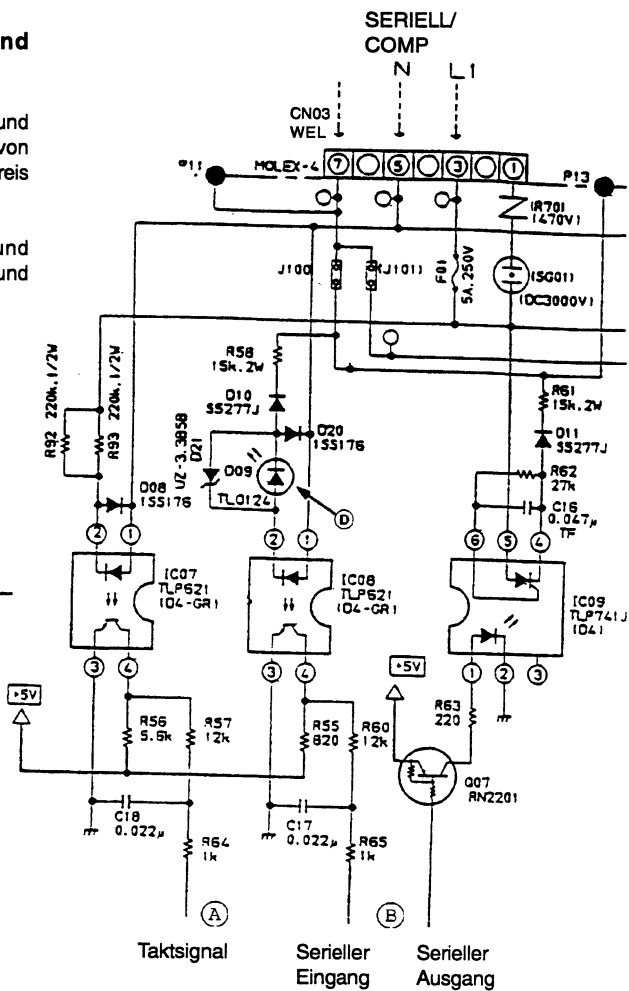 SERIELL/
COMP
N L1
nd
und
von
reis
und
und
CN03
WEL
MOLEX-4
7 5 3 1
P11
P13
(R70)
(470V)
J100
(J101)
F01
5A.250V
(SG01)
(DC3000V)
R92 220k.1/2W
R93 220k.1/2W
R58
15k.2W
D10
S5277J
D20
1SS176
UZ-3.3BSB
D21
D09
TLO124
D
R61
15k.2W
D11
S5277J
R62
27k
C16
0.047μ
TF
D08
1SS176
2 1
2 1
6 5 4
IC07
TLP621
(D4-GR)
IC08
TLP621
(D4-GR)
IC09
TLP741J
(D4)
3 4
3 4
1 2 3
+5V
+5V
R56
5.6k
R57
12k
R55
820
R60
12k
R63
220
Q07
RN2201
C18
0.022μ
C17
0.022μ
R64
1k
R65
1k
A
B
Taktsignal
Serieller
Eingang
Serieller
Ausgang